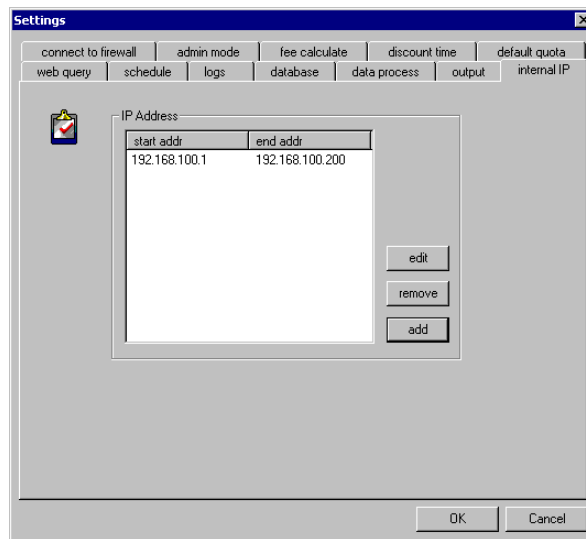 Settings
connect to firewall admin mode fee calculate discount time default quota
web query schedule logs database data process output internal IP
IP Address
start addr end addr
192.168.100.1 192.168.100.200
edit
remove
add
OK Cancel